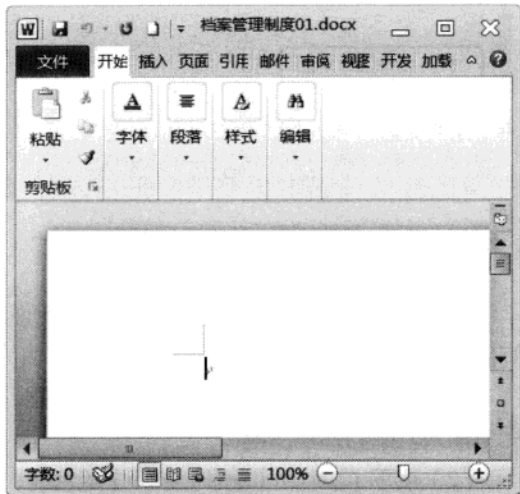 W 档案管理制度01.docx
文件 开始 插入 页面 引用 邮件 审阅 视图 开发 加载
粘贴 字体 段落 样式 编辑
剪贴板
字数: 0 100%